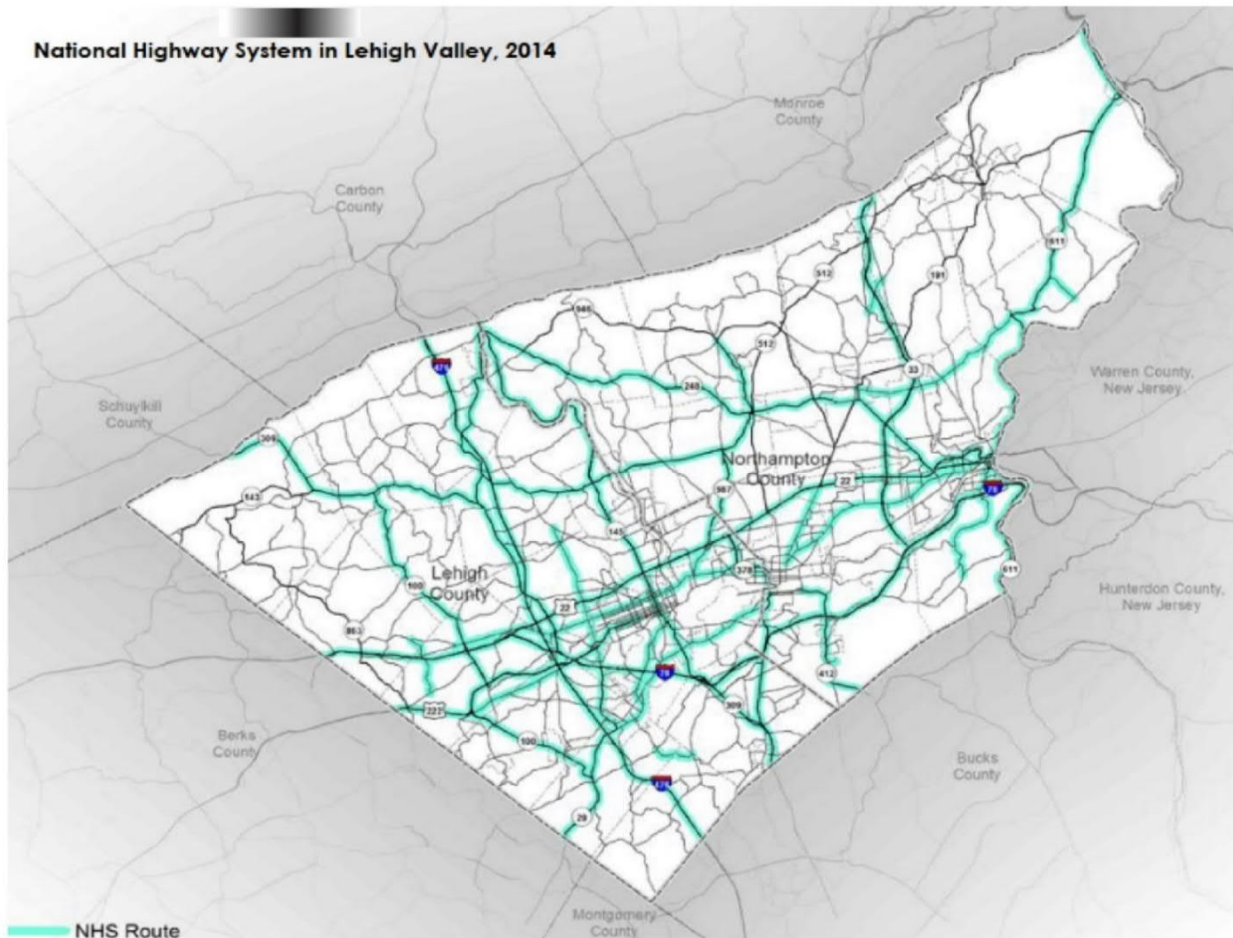 National Highway System in Lehigh Valley, 2014
Monroe
County
Carbon
County
611
512
191
946
512
476
33
248
Warren County,
New Jersey
Schuylkill
County
309
Northampton
County
22
143
987
78
145
378
Lehigh
County
100
611
Hunterdon County,
New Jersey
22
863
78
412
309
222
100
Berks
County
Bucks
County
476
29
Montgomery
County
NHS Route